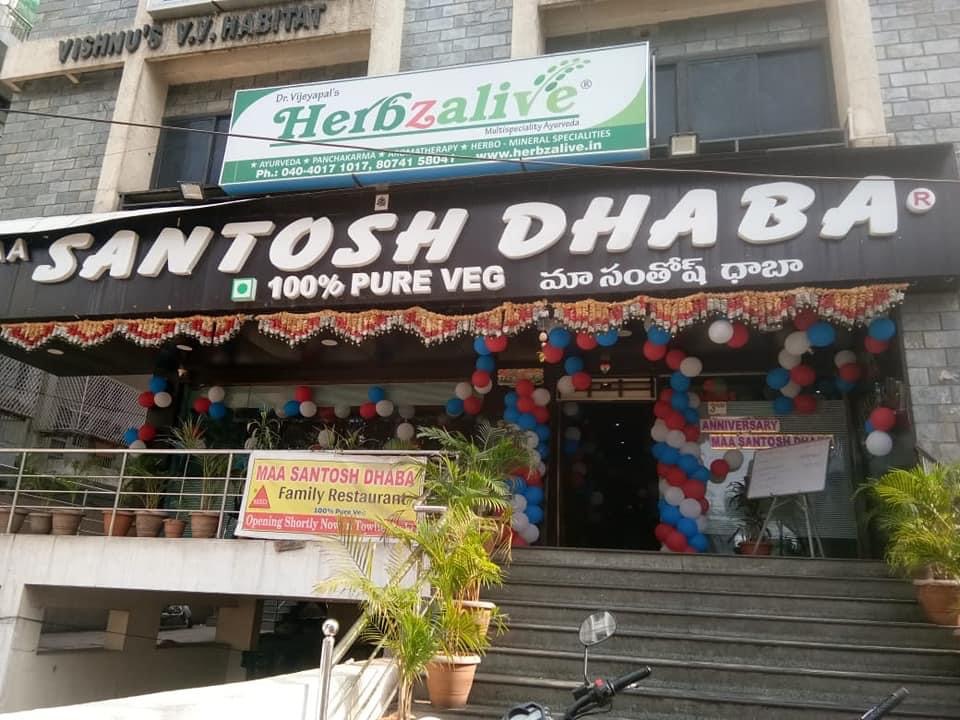 VISHNU'S V.V. HABITAT
Dr. Vijeyapal's
Herbzalive®
Multispeciality Ayurveda
★ AYURVEDA ★ PANCHAKARMA ★ AROMATHERAPY ★ HERBO - MINERAL SPECIALITIES
Ph.: 040-4017 1017, 80741 58041 www.herbzalive.in
AA SANTOSH DHABA ®
100% PURE VEG మా సంతోష్ ధాబా
ANNIVERSARY
MAA SANTOSH DHABA
MAA SANTOSH DHABA
Family Restaurant
100% Pure Veg
Opening Shortly Now